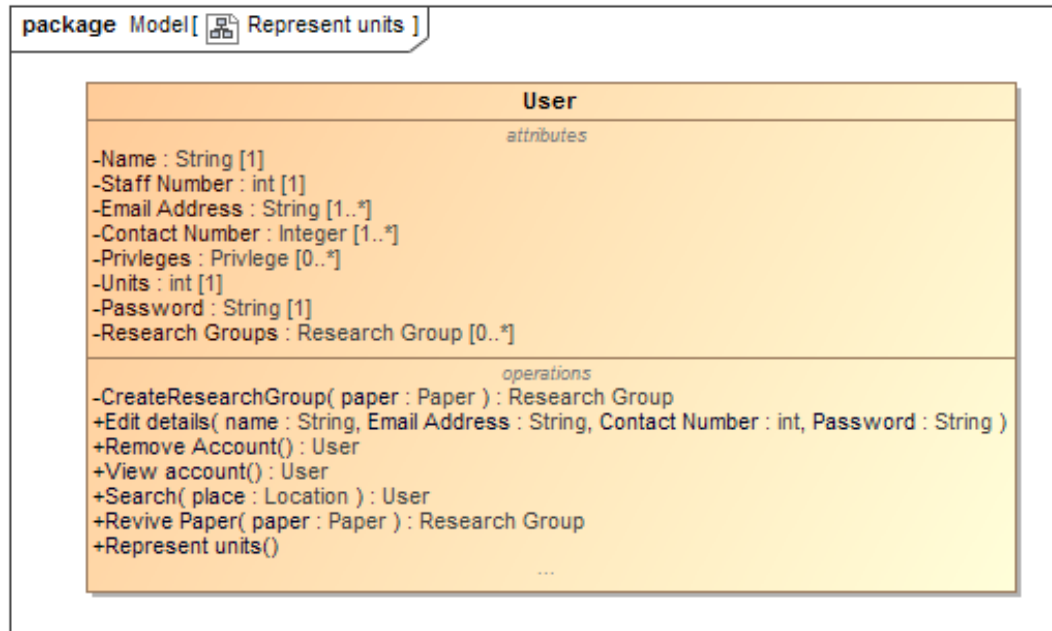 package Model[ Represent units ]
User
attributes
-Name : String [1]
-Staff Number : int [1]
-Email Address : String [1..*]
-Contact Number : Integer [1..*]
-Privleges : Privlege [0..*]
-Units : int [1]
-Password : String [1]
-Research Groups : Research Group [0..*]
operations
-CreateResearchGroup( paper : Paper ) : Research Group
+Edit details( name : String, Email Address : String, Contact Number : int, Password : String )
+Remove Account() : User
+View account() : User
+Search( place : Location ) : User
+Revive Paper( paper : Paper ) : Research Group
+Represent units()
...